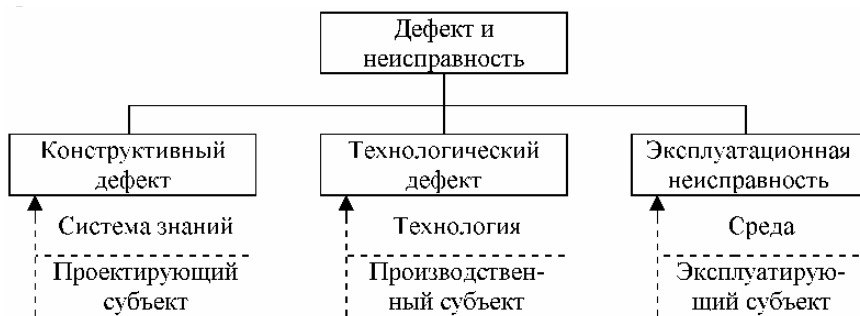 Дефект и
неисправность
Конструктивный
дефект
Технологический
дефект
Эксплуатационная
неисправность
Система знаний
Технология
Среда
Проектирующий
субъект
Производствен-
ный субъект
Эксплуатирую-
щий субъект